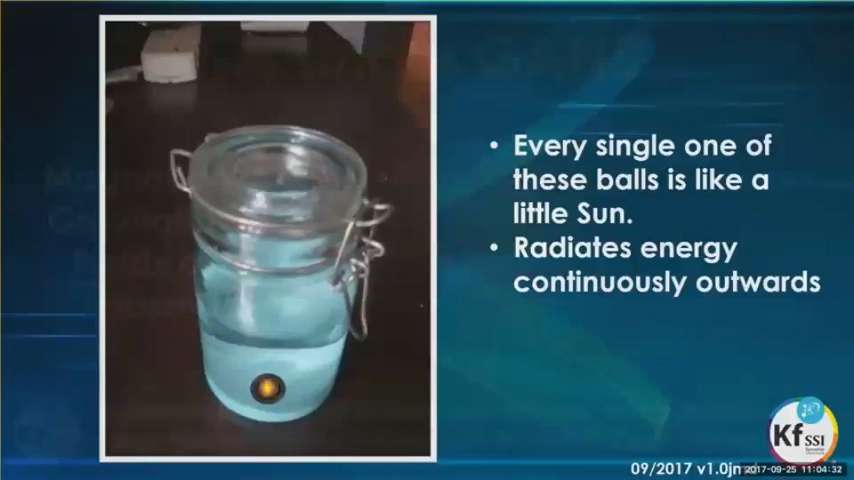 • Every single one of
these balls is like a
little Sun.
• Radiates energy
continuously outwards
Kf SSI
09/2017 v1.0jm
2017-09-25 11:04:32